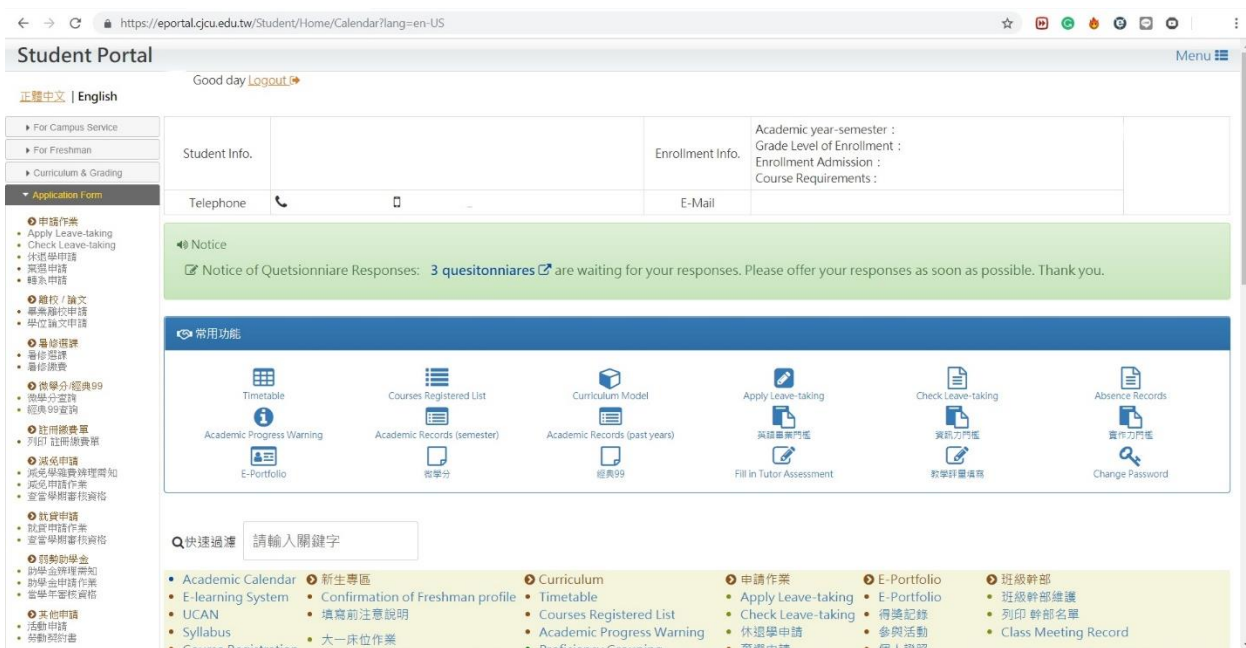 https://eportal.cjcu.edu.tw/Student/Home/Calendar?lang=en-US
Student Portal
Menu
Good day Logout
正體中文 | English
For Campus Service
For Freshman
Curriculum & Grading
Application Form
申請作業
Apply Leave-taking
Check Leave-taking
休退學申請
棄選申請
轉系申請
離校 / 論文
畢業離校申請
學位論文申請
暑修選課
暑修選課
暑修繳費
微學分/經典99
微學分查詢
經典99查詢
註冊繳費單
列印 註冊繳費單
減免申請
減免學雜費辨理需知
減免申請作業
查當學期審核資格
就貸申請
就貸申請作業
查當學期審核資格
弱勢助學金
助學金辨理需知
助學金申請作業
當學年審核資格
其他申請
活動申請
勞動契約書
Student Info.
Enrollment Info.
Academic year-semester :
Grade Level of Enrollment :
Enrollment Admission :
Course Requirements :
Telephone
E-Mail
Notice
Notice of Quetsionniare Responses: 3 quesitonniares are waiting for your responses. Please offer your responses as soon as possible. Thank you.
常用功能
Timetable
Courses Registered List
Curriculum Model
Apply Leave-taking
Check Leave-taking
Absence Records
Academic Progress Warning
Academic Records (semester)
Academic Records (past years)
英語畢業門檻
資訊力門檻
實作力門檻
E-Portfolio
微學分
經典99
Fill in Tutor Assessment
教學評量填寫
Change Password
快速過濾 請輸入關鍵字
Academic Calendar
E-learning System
UCAN
Syllabus
Course Registration
新生專區
Confirmation of Freshman profile
填寫前注意說明
大一床位作業
Curriculum
Timetable
Courses Registered List
Academic Progress Warning
Proficiency Grouping
申請作業
Apply Leave-taking
Check Leave-taking
休退學申請
棄選申請
E-Portfolio
E-Portfolio
得獎記錄
參與活動
個人證照
班級幹部
班級幹部維護
列印 幹部名單
Class Meeting Record